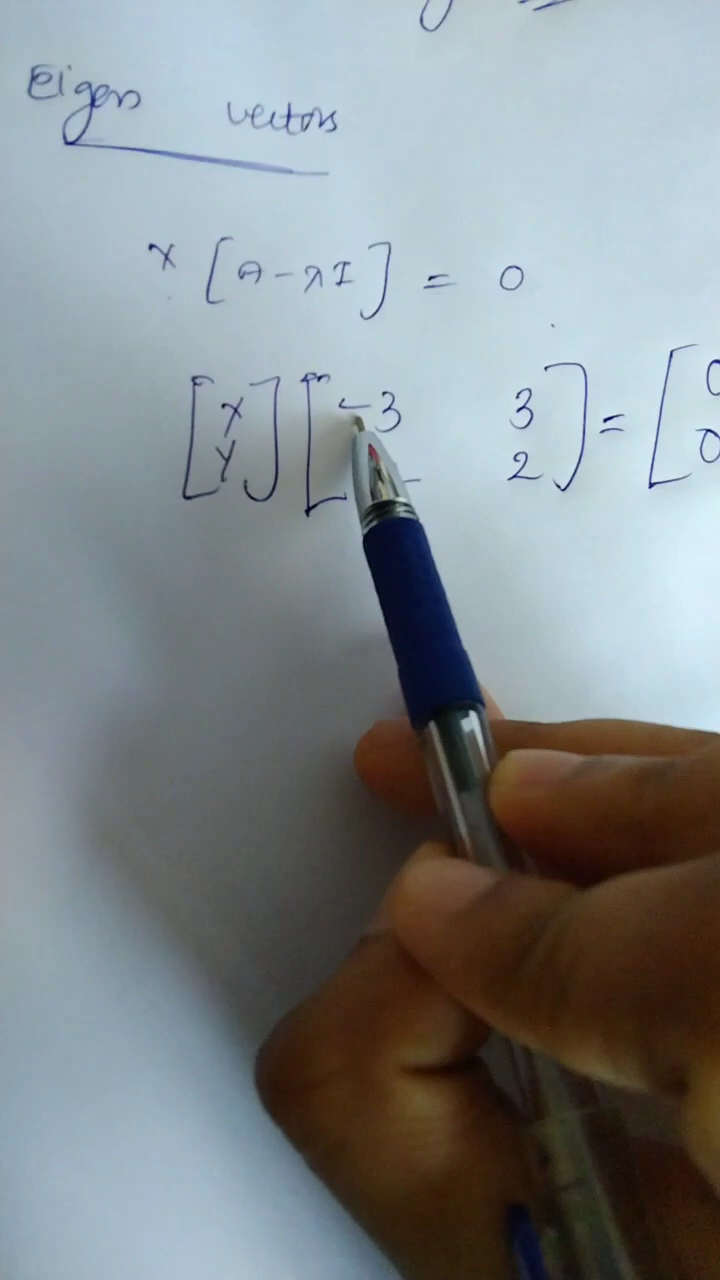 Eigen vectors
x [A - λI] = 0
[x [-3 3] = [0
y] 2] 0